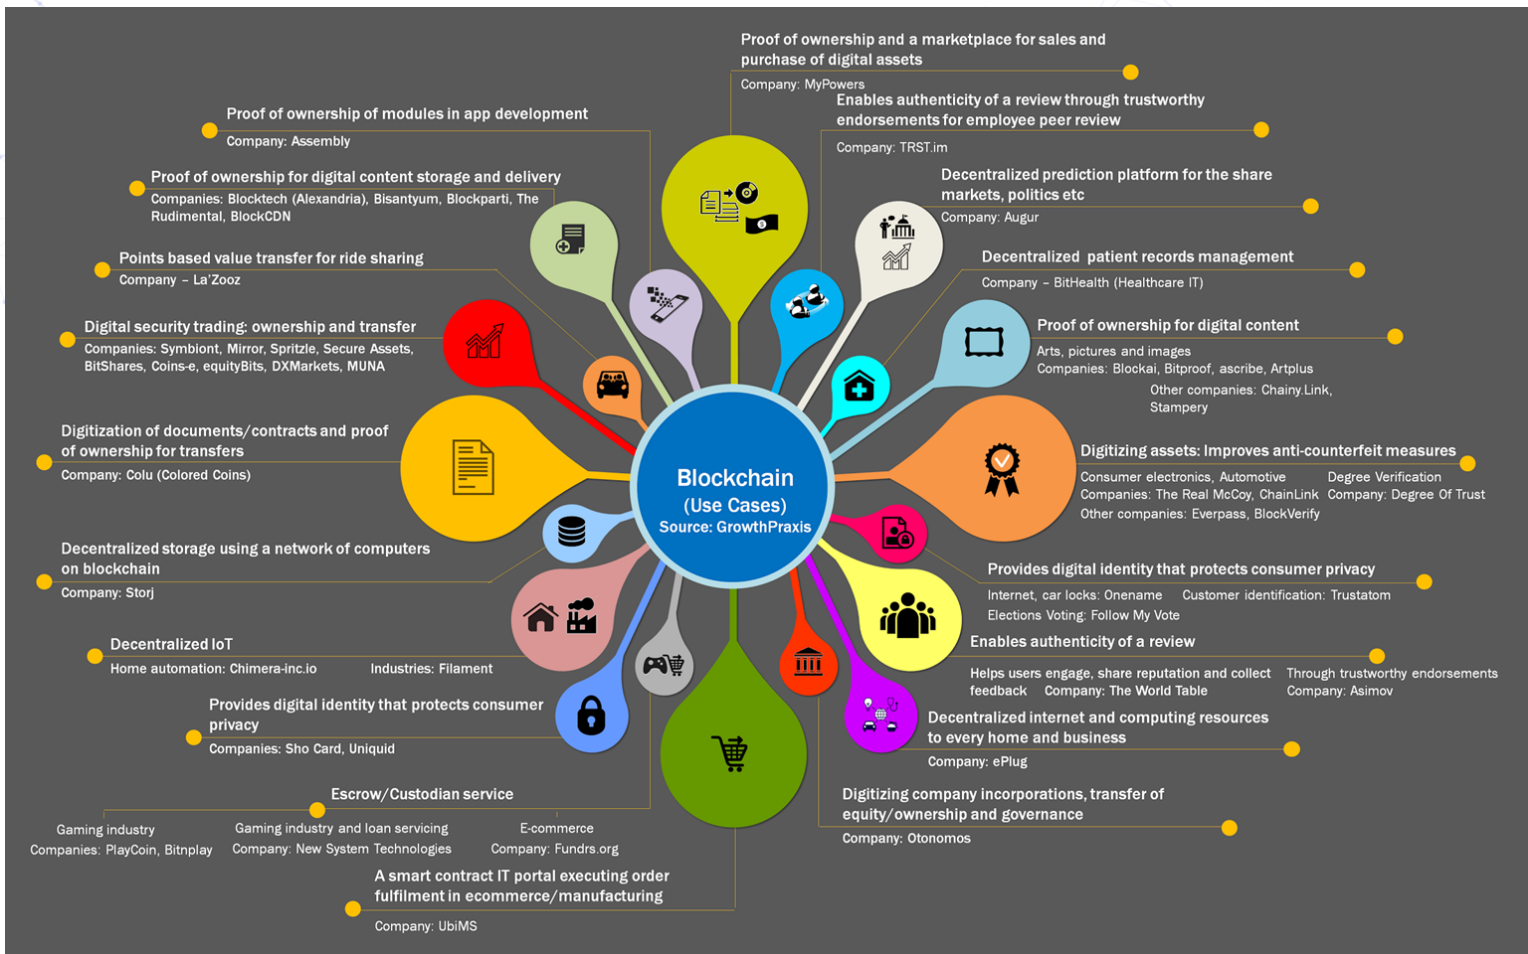 Proof of ownership and a marketplace for sales and
purchase of digital assets
Company: MyPowers
Enables authenticity of a review through trustworthy
endorsements for employee peer review
Company: TRST.im
Decentralized prediction platform for the share
markets, politics etc
Company: Augur
Decentralized patient records management
Company – BitHealth (Healthcare IT)
Proof of ownership for digital content
Arts, pictures and images
Companies: Blockai, Bitproof, ascribe, Artplus
Other companies: Chainy.Link,
Stampery
Digitizing assets: Improves anti-counterfeit measures
Consumer electronics, Automotive
Companies: The Real McCoy, ChainLink
Other companies: Everpass, BlockVerify
Degree Verification
Company: Degree Of Trust
Provides digital identity that protects consumer privacy
Internet, car locks: Onename
Customer identification: Trustatom
Elections Voting: Follow My Vote
Enables authenticity of a review
Helps users engage, share reputation and collect
feedback Company: The World Table
Through trustworthy endorsements
Company: Asimov
Decentralized internet and computing resources
to every home and business
Company: ePlug
Digitizing company incorporations, transfer of
equity/ownership and governance
Company: Otonomos
Proof of ownership of modules in app development
Company: Assembly
Proof of ownership for digital content storage and delivery
Companies: Blocktech (Alexandria), Bisantyum, Blockparti, The
Rudimental, BlockCDN
Points based value transfer for ride sharing
Company – La'Zooz
Digital security trading: ownership and transfer
Companies: Symbiont, Mirror, Spritzle, Secure Assets,
BitShares, Coins-e, equityBits, DXMarkets, MUNA
Digitization of documents/contracts and proof
of ownership for transfers
Company: Colu (Colored Coins)
Decentralized storage using a network of computers
on blockchain
Company: Storj
Decentralized IoT
Home automation: Chimera-inc.io
Industries: Filament
Provides digital identity that protects consumer
privacy
Companies: Sho Card, Uniquid
Escrow/Custodian service
Gaming industry
Companies: PlayCoin, Bitnplay
Gaming industry and loan servicing
Company: New System Technologies
E-commerce
Company: Fundrs.org
A smart contract IT portal executing order
fulfilment in ecommerce/manufacturing
Company: UbiMS
Blockchain
(Use Cases)
Source: GrowthPraxis